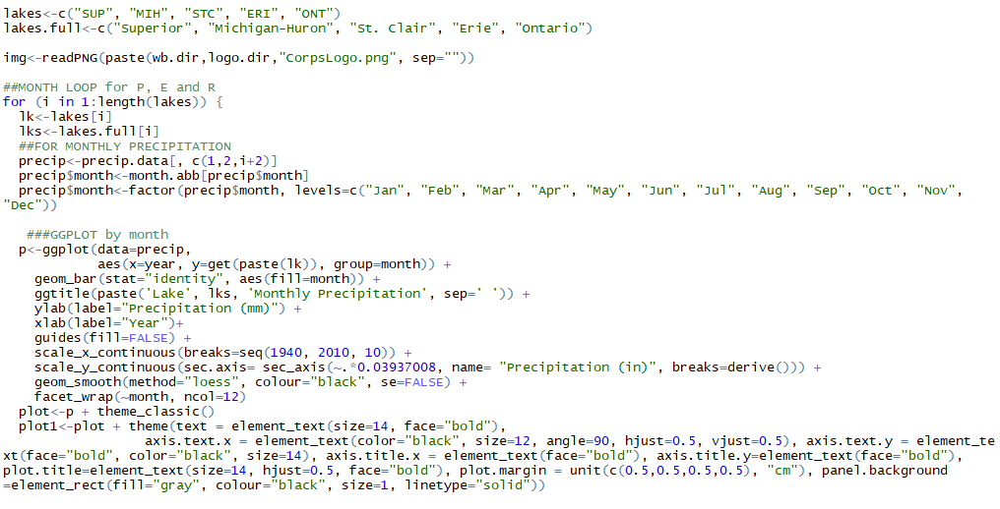 lakes<-c("SUP", "MIH", "STC", "ERI", "ONT")
lakes.full<-c("Superior", "Michigan-Huron", "St. Clair", "Erie", "Ontario")

img<-readPNG(paste(wb.dir,logo.dir,"CorpsLogo.png", sep=""))

##MONTH LOOP for P, E and R
for (i in 1:length(lakes)) {
  lk<-lakes[i]
  lks<-lakes.full[i]
  ##FOR MONTHLY PRECIPITATION
  precip<-precip.data[, c(1,2,i+2)]
  precip$month<-month.abb[precip$month]
  precip$month<-factor(precip$month, levels=c("Jan", "Feb", "Mar", "Apr", "May", "Jun", "Jul", "Aug", "Sep", "Oct", "Nov",
"Dec"))

   ###GGPLOT by month
  p<-ggplot(data=precip,
            aes(x=year, y=get(paste(lk)), group=month)) +
    geom_bar(stat="identity", aes(fill=month)) +
    ggtitle(paste('Lake', lks, 'Monthly Precipitation', sep=' ')) +
    ylab(label="Precipitation (mm)") +
    xlab(label="Year")+
    guides(fill=FALSE) +
    scale_x_continuous(breaks=seq(1940, 2010, 10)) +
    scale_y_continuous(sec.axis= sec_axis(~.*0.03937008, name= "Precipitation (in)", breaks=derive())) +
    geom_smooth(method="loess", colour="black", se=FALSE) +
    facet_wrap(~month, ncol=12)
  plot<-p + theme_classic()
  plot1<-plot + theme(text = element_text(size=14, face="bold"),
                  axis.text.x = element_text(color="black", size=12, angle=90, hjust=0.5, vjust=0.5), axis.text.y = element_te
xt(face="bold", color="black", size=14), axis.title.x = element_text(face="bold"), axis.title.y=element_text(face="bold"),
plot.title=element_text(size=14, hjust=0.5, face="bold"), plot.margin = unit(c(0.5,0.5,0.5,0.5), "cm"), panel.background
=element_rect(fill="gray", colour="black", size=1, linetype="solid"))